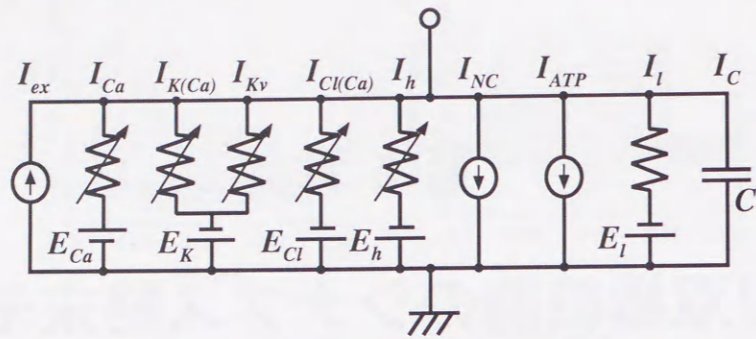 I_ex I_Ca I_K(Ca) I_Kv I_Cl(Ca) I_h I_NC I_ATP I_l I_C
E_Ca E_K E_Cl E_h E_l C